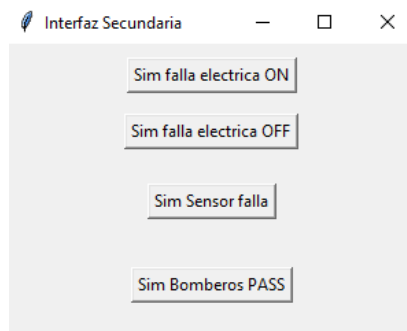 Interfaz Secundaria
Sim falla electrica ON
Sim falla electrica OFF
Sim Sensor falla
Sim Bomberos PASS